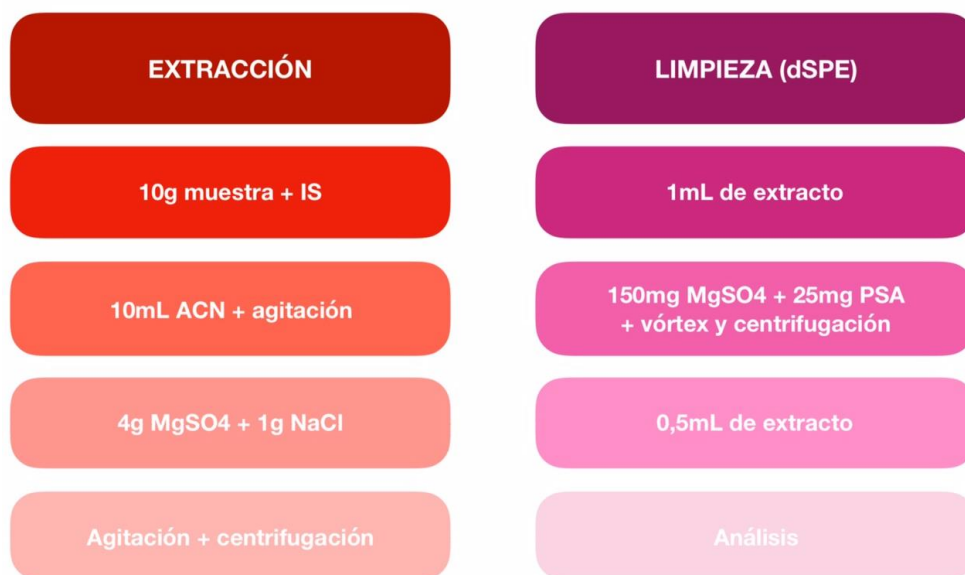 EXTRACCIÓN
10g muestra + IS
10mL ACN + agitación
4g MgSO4 + 1g NaCl
Agitación + centrifugación
LIMPIEZA (dSPE)
1mL de extracto
150mg MgSO4 + 25mg PSA
+ vórtex y centrifugación
0,5mL de extracto
Análisis